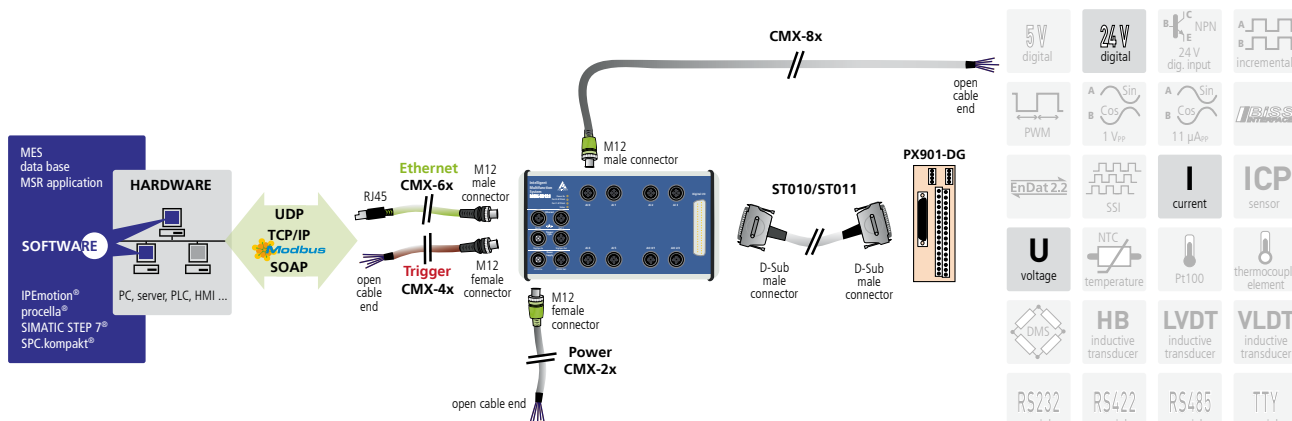 MES
data base
MSR application
SOFTWARE
IPEmotion®
procella®
SIMATIC STEP 7®
SPC.kompakt®
HARDWARE
PC, server, PLC, HMI ...
UDP
TCP/IP
Modbus
SOAP
RJ45
Ethernet
CMX-6x
M12
male
connector
open
cable
end
Trigger
CMX-4x
M12
female
connector
CMX-8x
open
cable
end
M12
male connector
Intelligent
Multifunction
System
M12
female
connector
Power
CMX-2x
open cable end
ST010/ST011
D-Sub
male
connector
D-Sub
male
connector
PX901-DG
5V
digital
24V
digital
B
C
E
NPN
24 V
dig. input
A
B
incremental
PWM
A
Sin
B
Cos
1 VPP
A
Sin
B
Cos
11 µAPP
BiSS
INTERFACE
EnDat 2.2
SSI
I
current
ICP
sensor
U
voltage
NTC
temperature
Pt100
thermocouple
element
DMS
HB
inductive
transducer
LVDT
inductive
transducer
VLDT
inductive
transducer
RS232
RS422
RS485
TTY